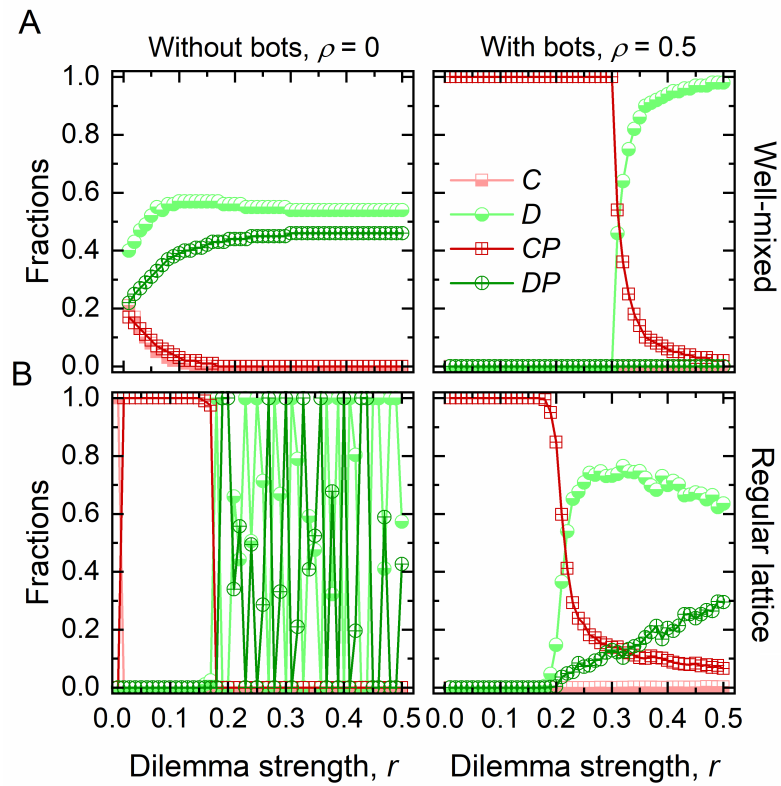 A
Without bots, ρ = 0
With bots, ρ = 0.5
1.0
0.8
0.6
0.4
0.2
0.0
Fractions
C
D
CP
DP
Well-mixed
B
1.0
0.8
0.6
0.4
0.2
0.0
Fractions
Regular lattice
0.0 0.1 0.2 0.3 0.4 0.5
0.0 0.1 0.2 0.3 0.4 0.5
Dilemma strength, r
Dilemma strength, r